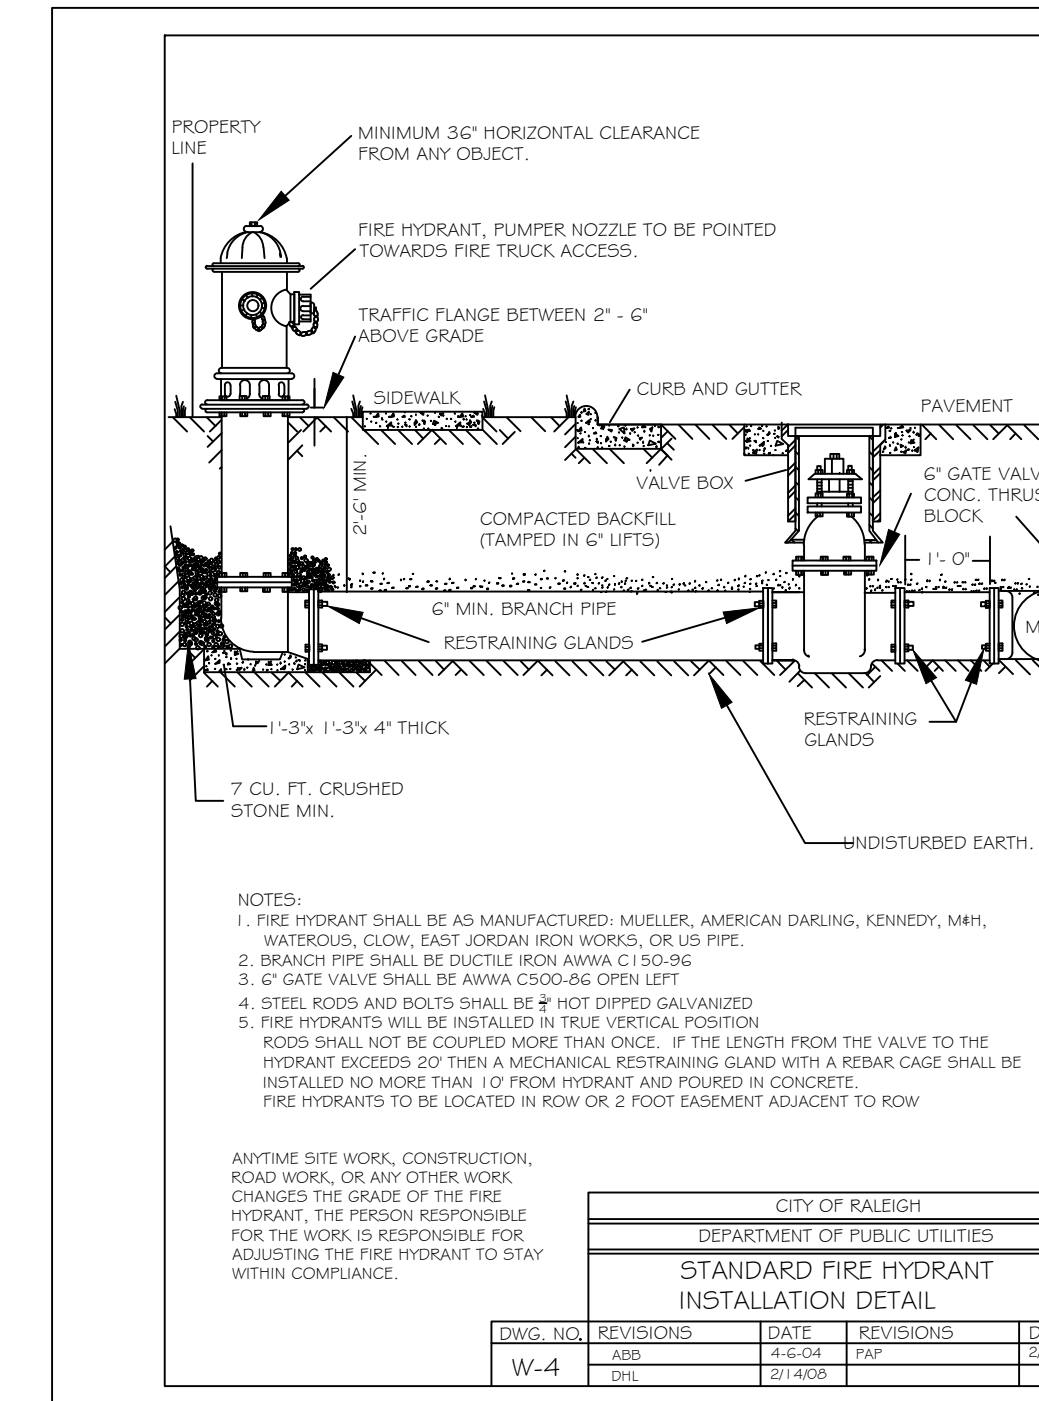 PROPERTY
LINE
MINIMUM 36" HORIZONTAL CLEARANCE
FROM ANY OBJECT.
FIRE HYDRANT, PUMPER NOZZLE TO BE POINTED
TOWARDS FIRE TRUCK ACCESS.
TRAFFIC FLANGE BETWEEN 2" - 6"
ABOVE GRADE
SIDEWALK
CURB AND GUTTER
PAVEMENT
2'-6' MIN.
VALVE BOX
6" GATE VALV
CONC. THRUS
BLOCK
COMPACTED BACKFILL
(TAMPED IN 6" LIFTS)
1'- 0"
6" MIN. BRANCH PIPE
M
RESTRAINING GLANDS
1'-3"x 1'-3"x 4" THICK
RESTRAINING
GLANDS
7 CU. FT. CRUSHED
STONE MIN.
UNDISTURBED EARTH.
NOTES:
1. FIRE HYDRANT SHALL BE AS MANUFACTURED: MUELLER, AMERICAN DARLING, KENNEDY, M&H,
WATEROUS, CLOW, EAST JORDAN IRON WORKS, OR US PIPE.
2. BRANCH PIPE SHALL BE DUCTILE IRON AWWA C150-96
3. 6" GATE VALVE SHALL BE AWWA C500-86 OPEN LEFT
4. STEEL RODS AND BOLTS SHALL BE 3/4" HOT DIPPED GALVANIZED
5. FIRE HYDRANTS WILL BE INSTALLED IN TRUE VERTICAL POSITION
RODS SHALL NOT BE COUPLED MORE THAN ONCE. IF THE LENGTH FROM THE VALVE TO THE
HYDRANT EXCEEDS 20' THEN A MECHANICAL RESTRAINING GLAND WITH A REBAR CAGE SHALL BE
INSTALLED NO MORE THAN 10' FROM HYDRANT AND POURED IN CONCRETE.
FIRE HYDRANTS TO BE LOCATED IN ROW OR 2 FOOT EASEMENT ADJACENT TO ROW
ANYTIME SITE WORK, CONSTRUCTION,
ROAD WORK, OR ANY OTHER WORK
CHANGES THE GRADE OF THE FIRE
HYDRANT, THE PERSON RESPONSIBLE
FOR THE WORK IS RESPONSIBLE FOR
ADJUSTING THE FIRE HYDRANT TO STAY
WITHIN COMPLIANCE.
CITY OF RALEIGH
DEPARTMENT OF PUBLIC UTILITIES
STANDARD FIRE HYDRANT
INSTALLATION DETAIL
DWG. NO. REVISIONS DATE REVISIONS D
W-4 ABB 4-6-04 PAP 2/
DHL 2/14/08